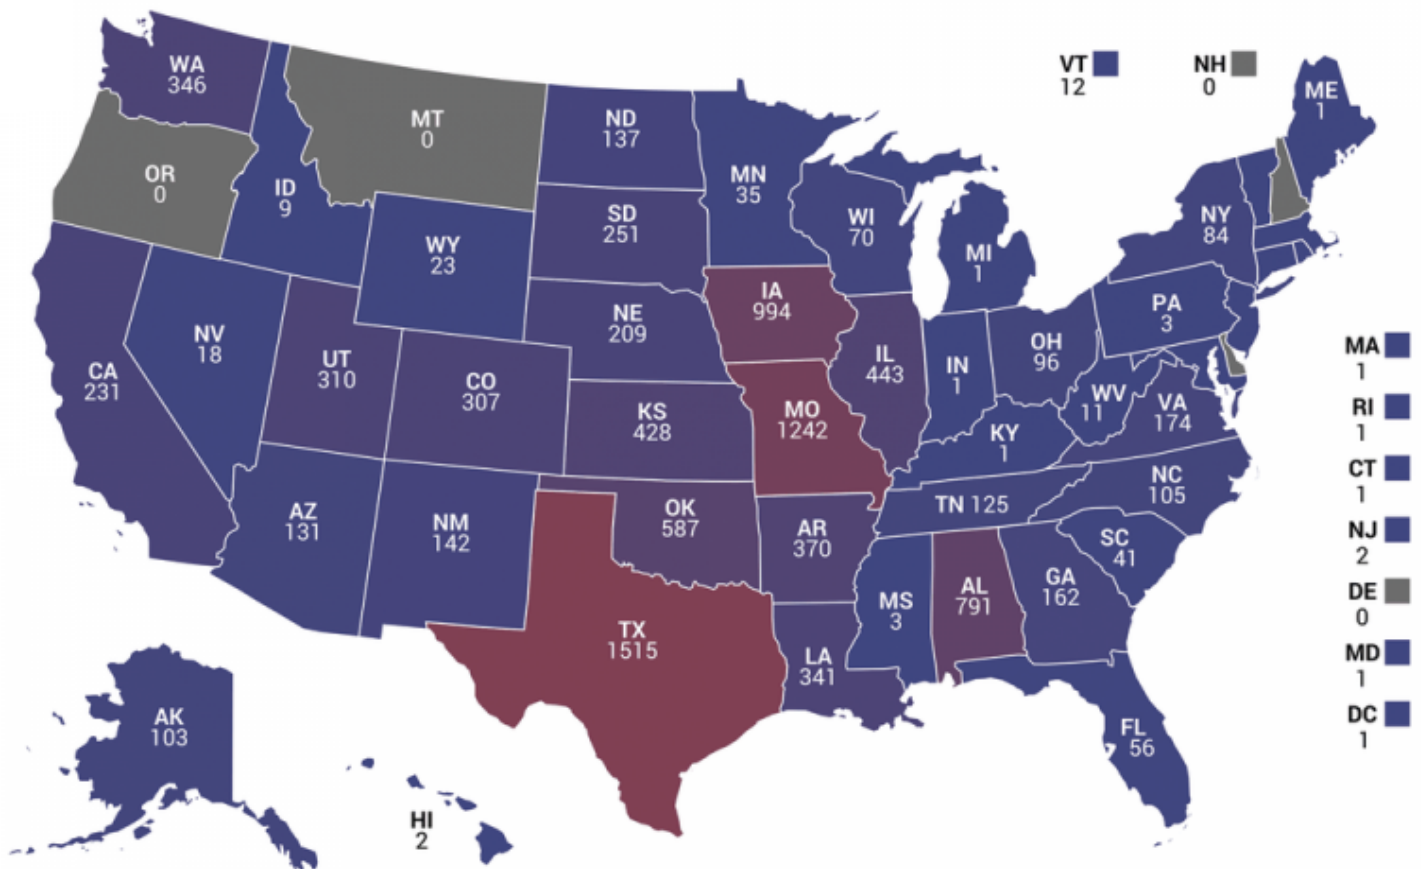 WA
346
VT
12
NH
0
ME
1
MT
0
ND
137
OR
0
ID
9
MN
35
SD
251
WI
70
NY
84
WY
23
MI
1
IA
994
PA
3
NE
209
NV
18
UT
310
CO
307
IL
443
IN
1
OH
96
CA
231
KS
428
MO
1242
WV
11
VA
174
KY
1
MA
1
RI
1
CT
1
NJ
2
DE
0
MD
1
DC
1
AZ
131
NM
142
OK
587
AR
370
TN 125
NC
105
SC
41
MS
3
AL
791
GA
162
TX
1515
LA
341
FL
56
AK
103
HI
2